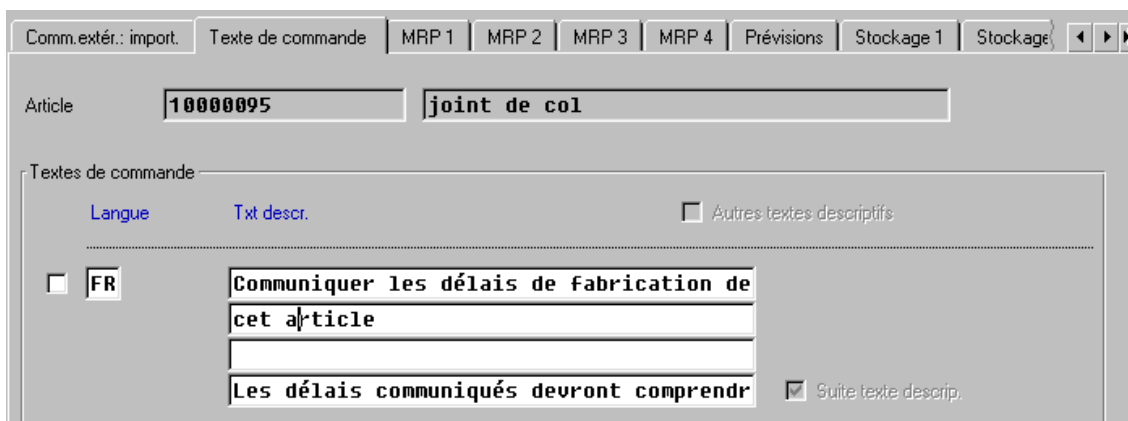 Comm.extér.: import. Texte de commande MRP 1 MRP 2 MRP 3 MRP 4 Prévisions Stockage 1 Stockage
Article 10000095 joint de col
Textes de commande
Langue Txt descr. Autres textes descriptifs
FR Communiquer les délais de fabrication de
cet article
Les délais communiqués devront comprendr Suite texte descrip.